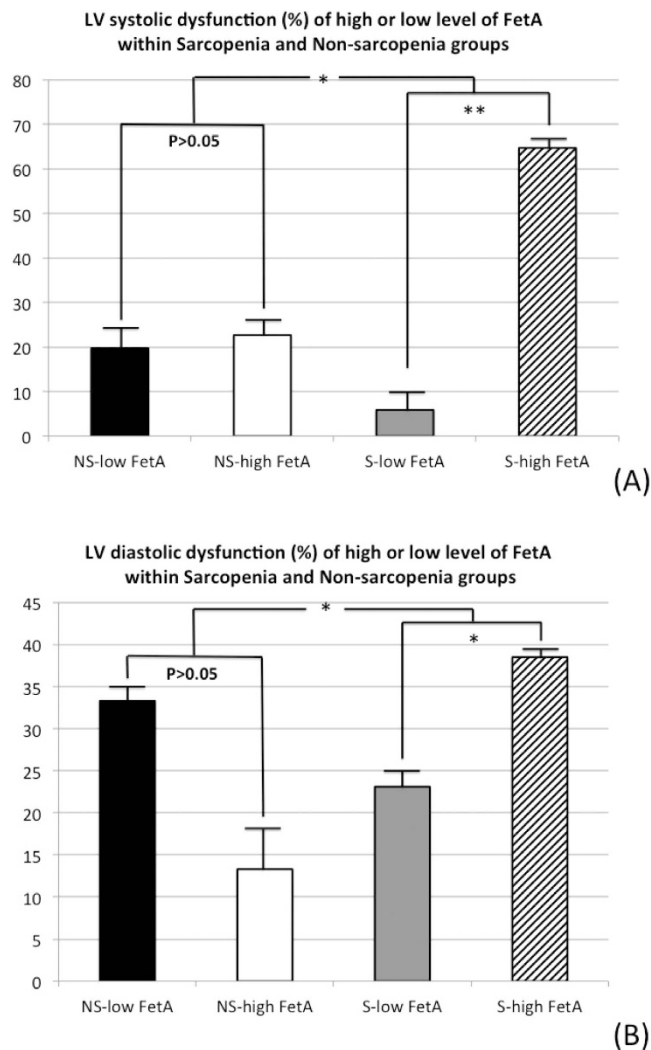 LV systolic dysfunction (%) of high or low level of FetA
within Sarcopenia and Non-sarcopenia groups
80
70
60
50
40
30
20
10
0
*
**
P>0.05
NS-low FetA
NS-high FetA
S-low FetA
S-high FetA
(A)
LV diastolic dysfunction (%) of high or low level of FetA
within Sarcopenia and Non-sarcopenia groups
45
40
35
30
25
20
15
10
5
0
*
*
P>0.05
NS-low FetA
NS-high FetA
S-low FetA
S-high FetA
(B)